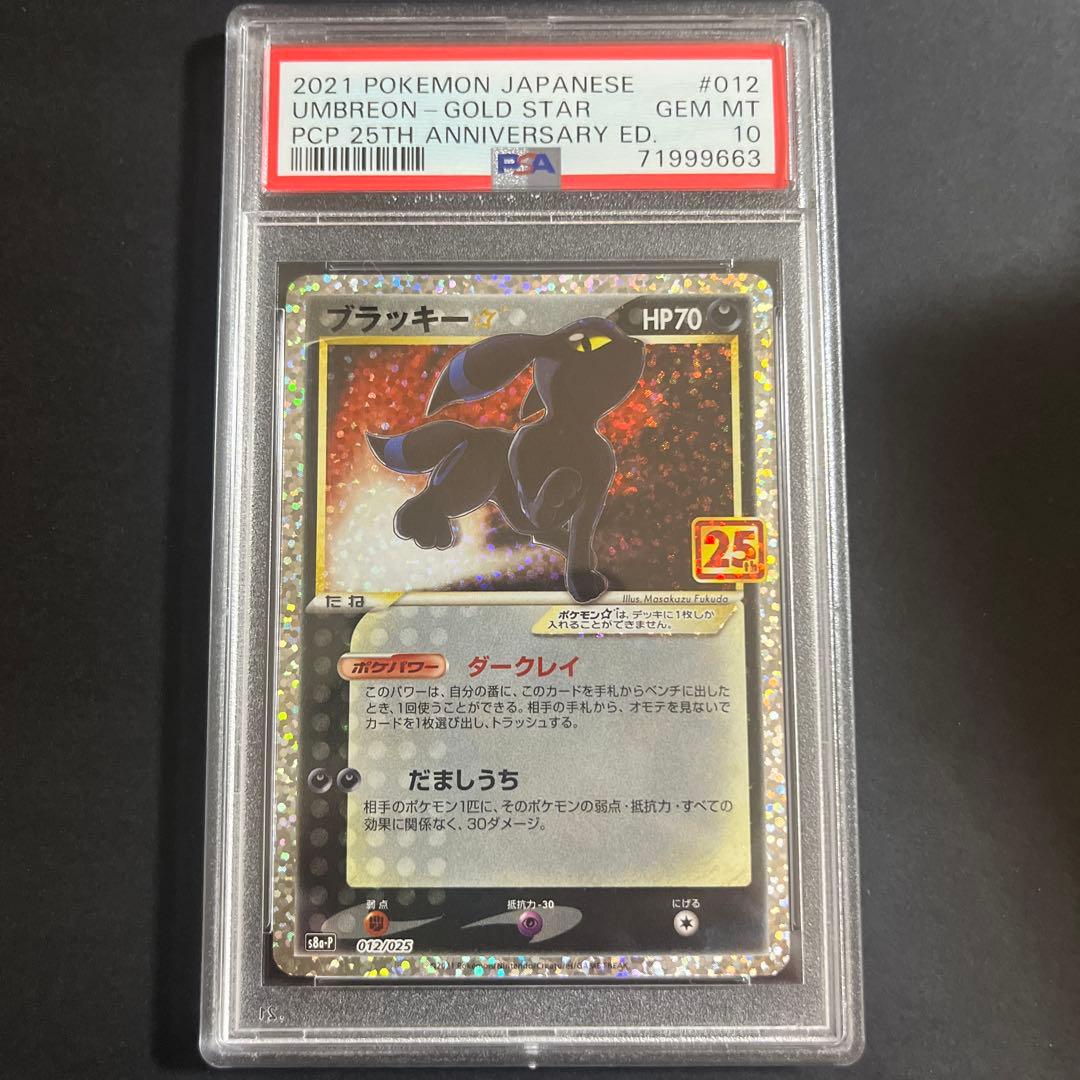 2021 POKEMON JAPANESE #012
UMBREON - GOLD STAR GEM MT
PCP 25TH ANNIVERSARY ED. 10
PSA 71999663
ブラッキー☆ HP70
25th
たね
Illus. Masakazu Fukuda
ポケモン☆は、デッキに1枚しか
入れることができません。
ポケパワー ダークレイ
このパワーは、自分の番に、このカードを手札からベンチに出した
とき、1回使うことができる。相手の手札から、オモテを見ないで
カードを1枚選び出し、トラッシュする。
だましうち
相手のポケモン1匹に、そのポケモンの弱点・抵抗力・すべての
効果に関係なく、30ダメージ。
弱点 抵抗力 -30 にげる
s8a-P 012/025
©2021 Pokémon/Nintendo/Creatures/GAME FREAK